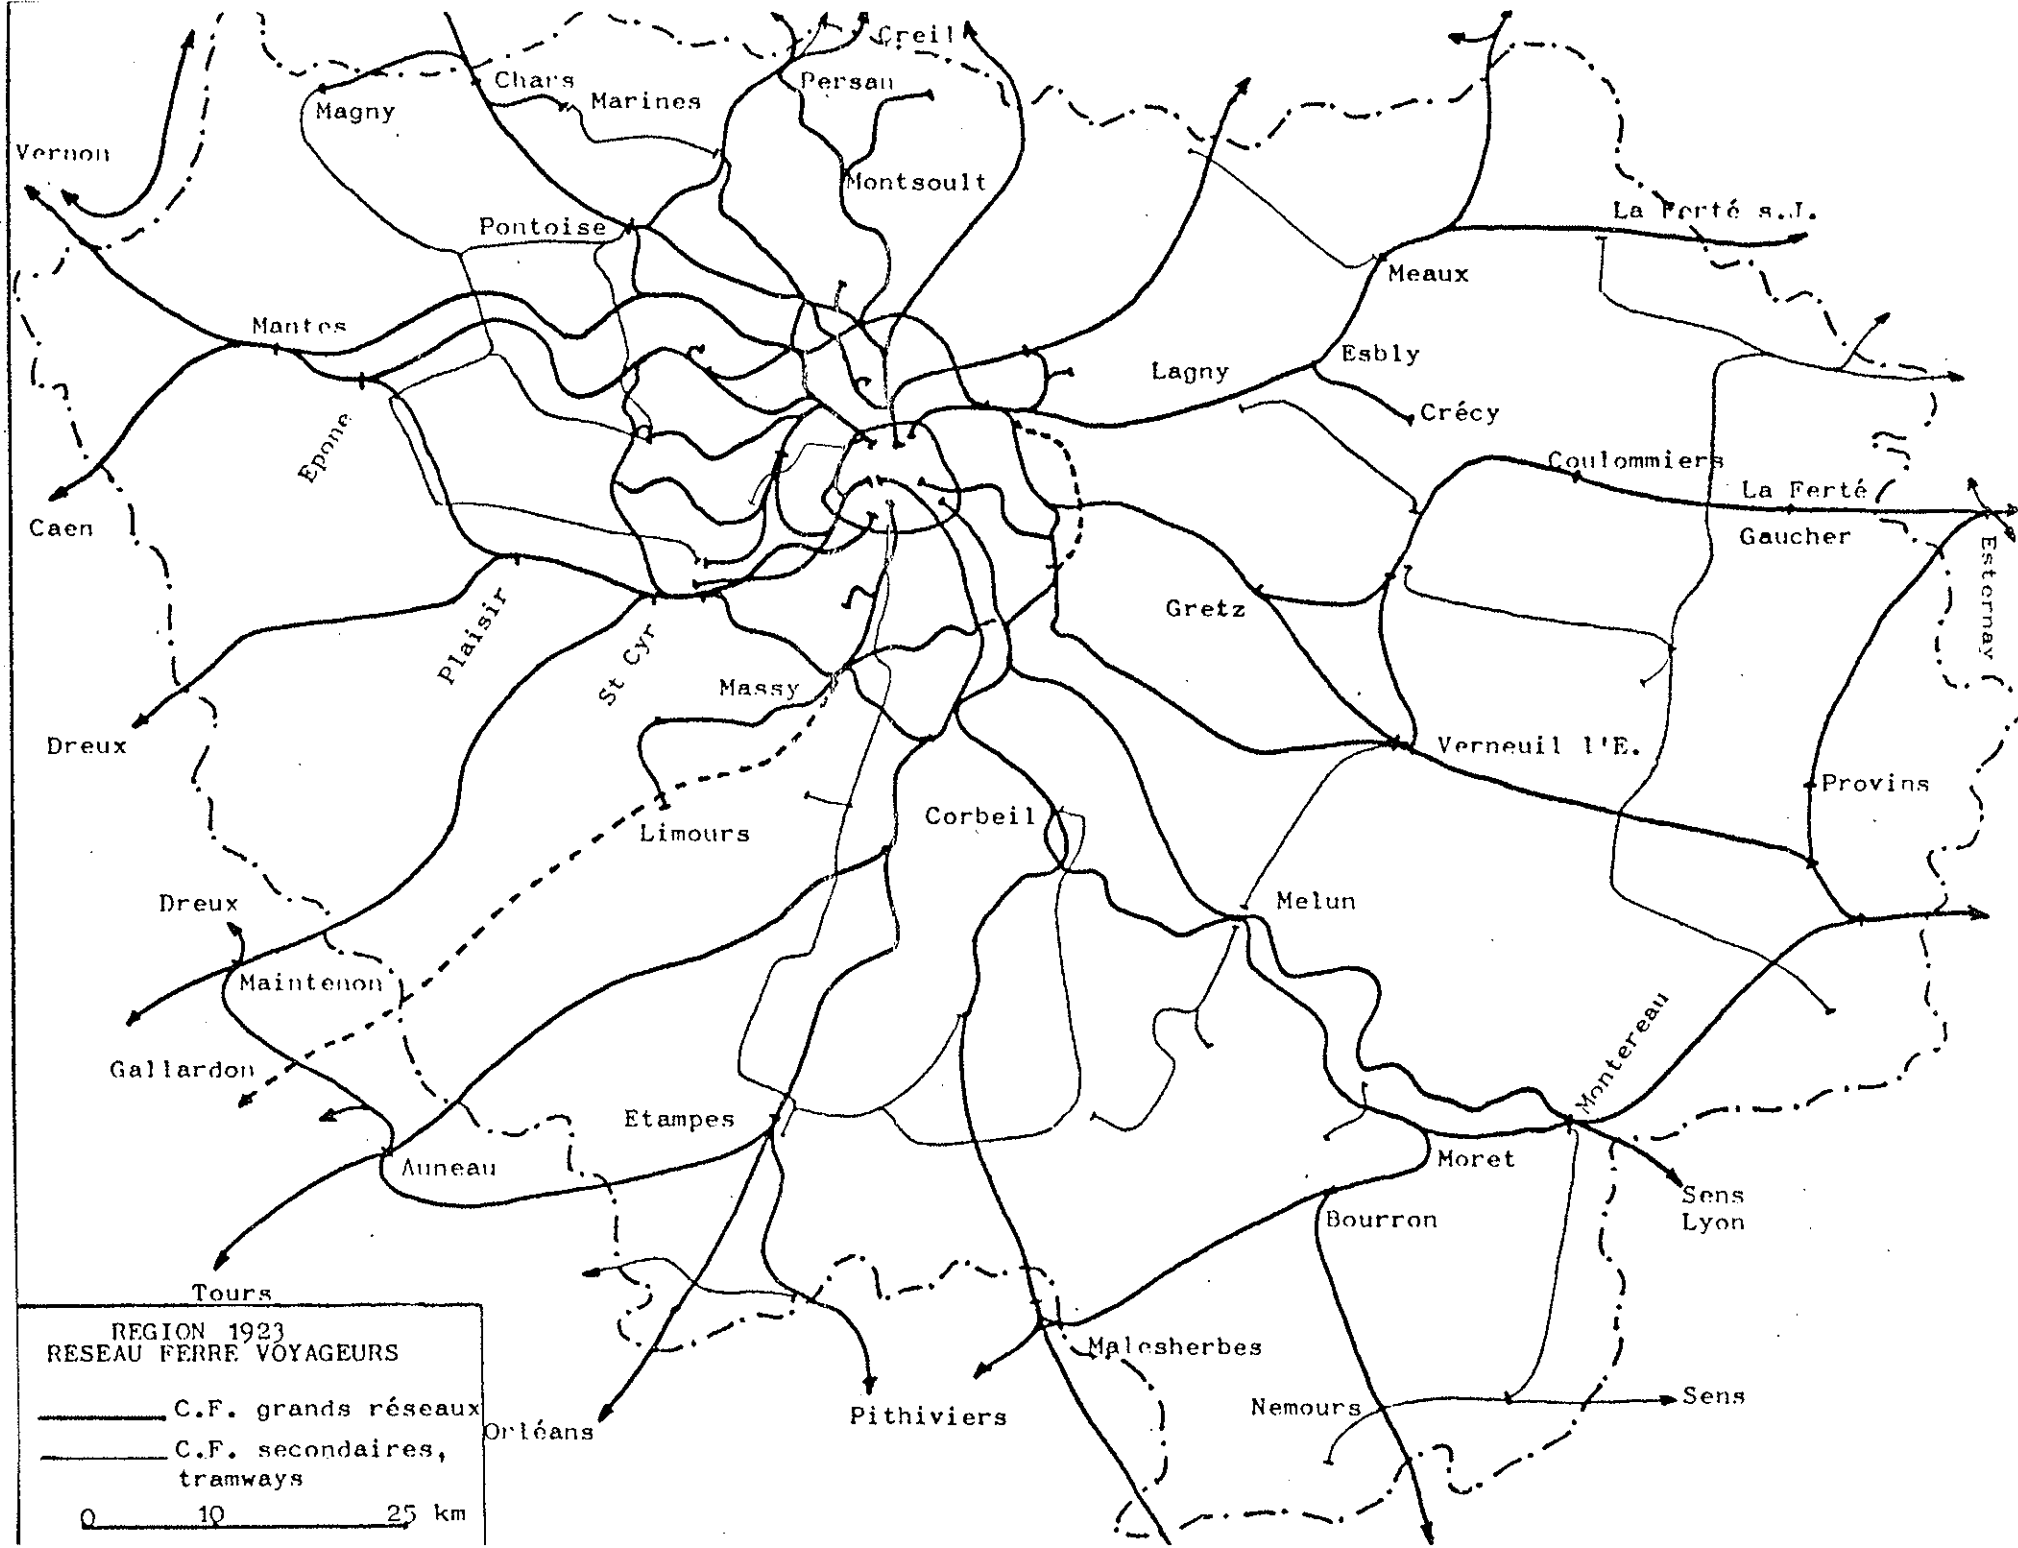 Creil
Chars
Persan
Magny
Marines
Vernon
Montsoult
La Ferté s.J.
Pontoise
Meaux
Mantes
Esbly
Lagny
Crécy
Epone
Coulommiers
La Ferté
Gaucher
Caen
Esternay
Gretz
Plaisir
St Cyr
Massy
Dreux
Verneuil l'E.
Provins
Corbeil
Limours
Dreux
Melun
Maintenon
Montereau
Gallardon
Etampes
Auneau
Moret
Sens
Lyon
Bourron
Tours
Malesherbes
Nemours
Sens
Pithiviers
Orléans
REGION 1923
RESEAU FERRE VOYAGEURS
C.F. grands réseaux
C.F. secondaires,
tramways
0 10 25 km